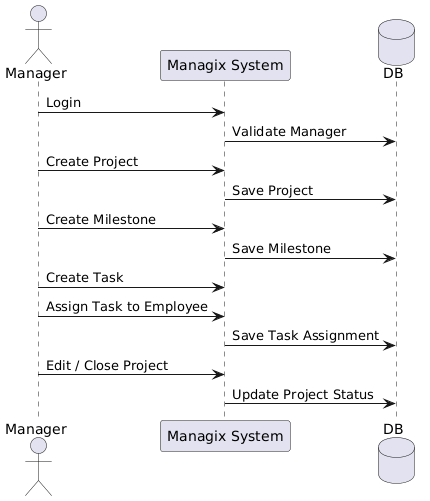 Manager
Managix System
DB
Login
Validate Manager
Create Project
Save Project
Create Milestone
Save Milestone
Create Task
Assign Task to Employee
Save Task Assignment
Edit / Close Project
Update Project Status
Manager
Managix System
DB